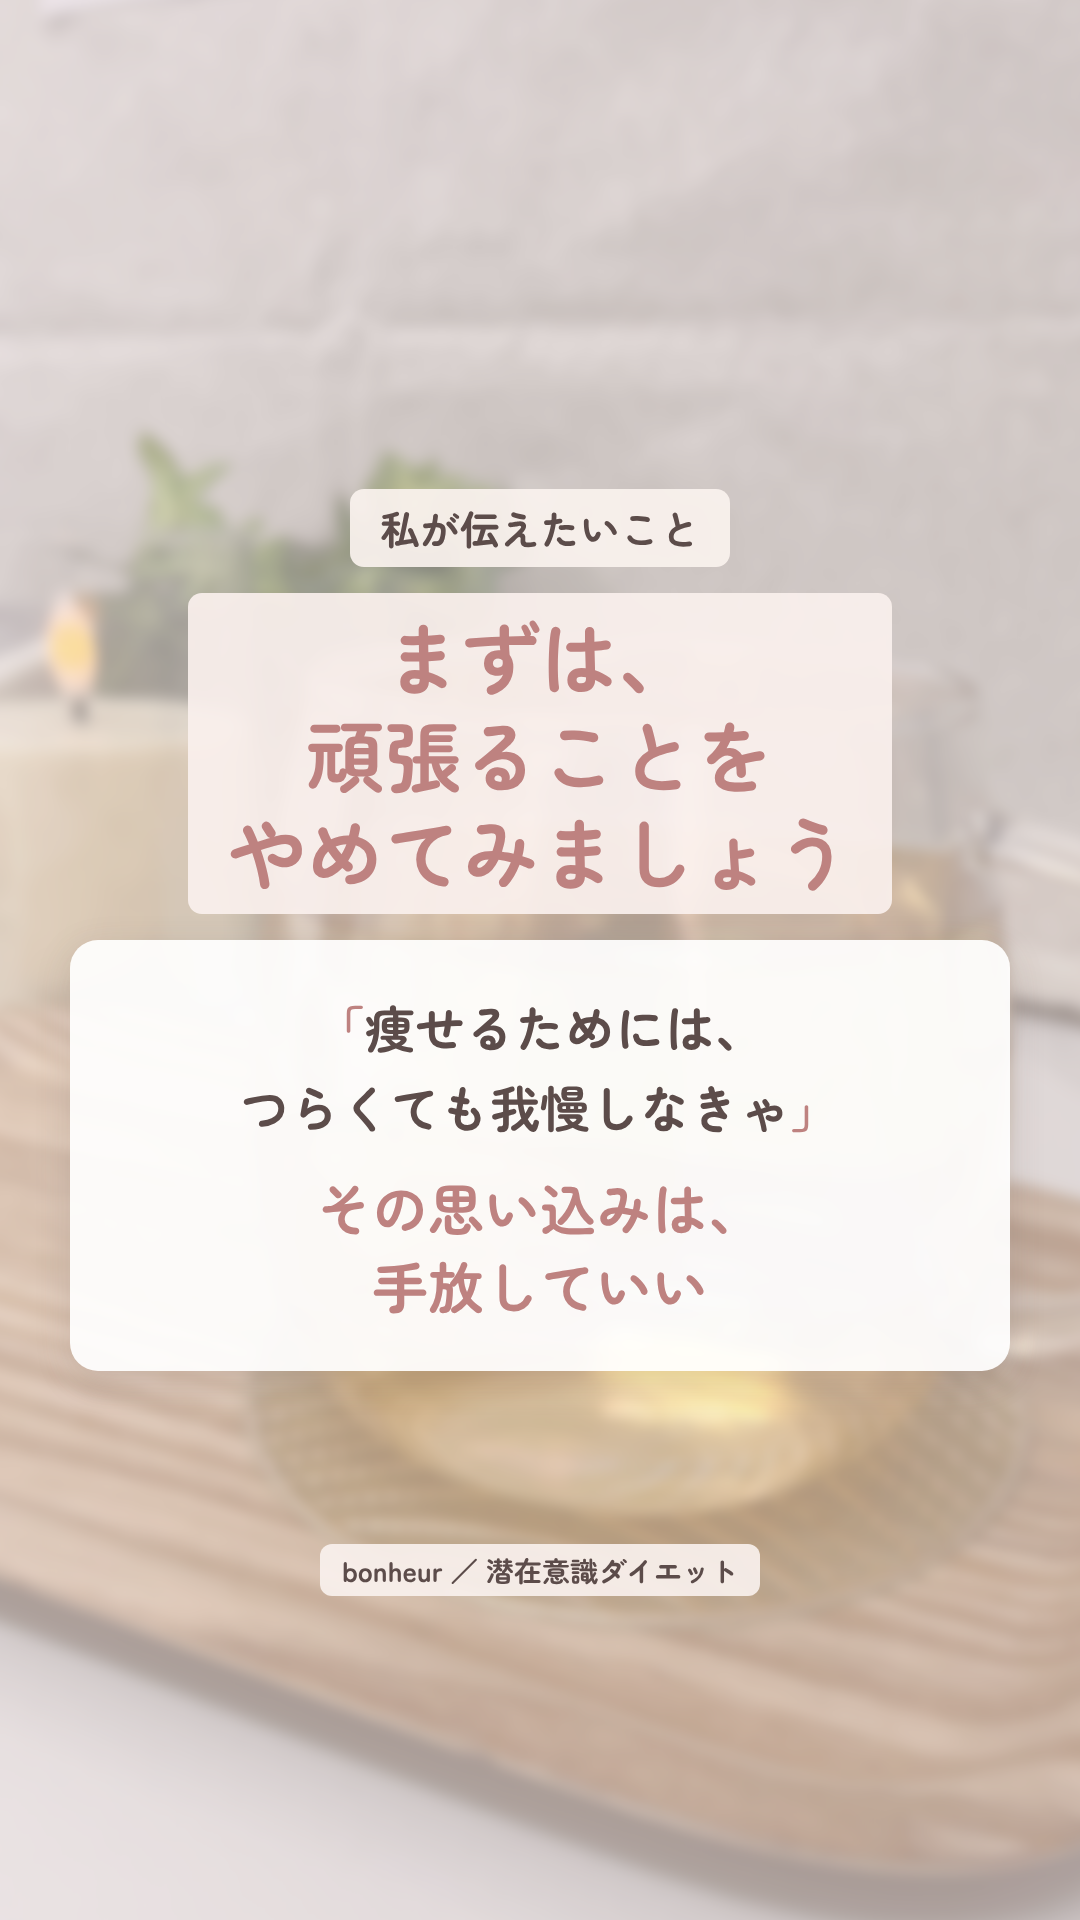 私が伝えたいこと
まずは、
頑張ることを
やめてみましょう
「痩せるためには、
つらくても我慢しなきゃ」
その思い込みは、
手放していい
bonheur ／ 潜在意識ダイエット